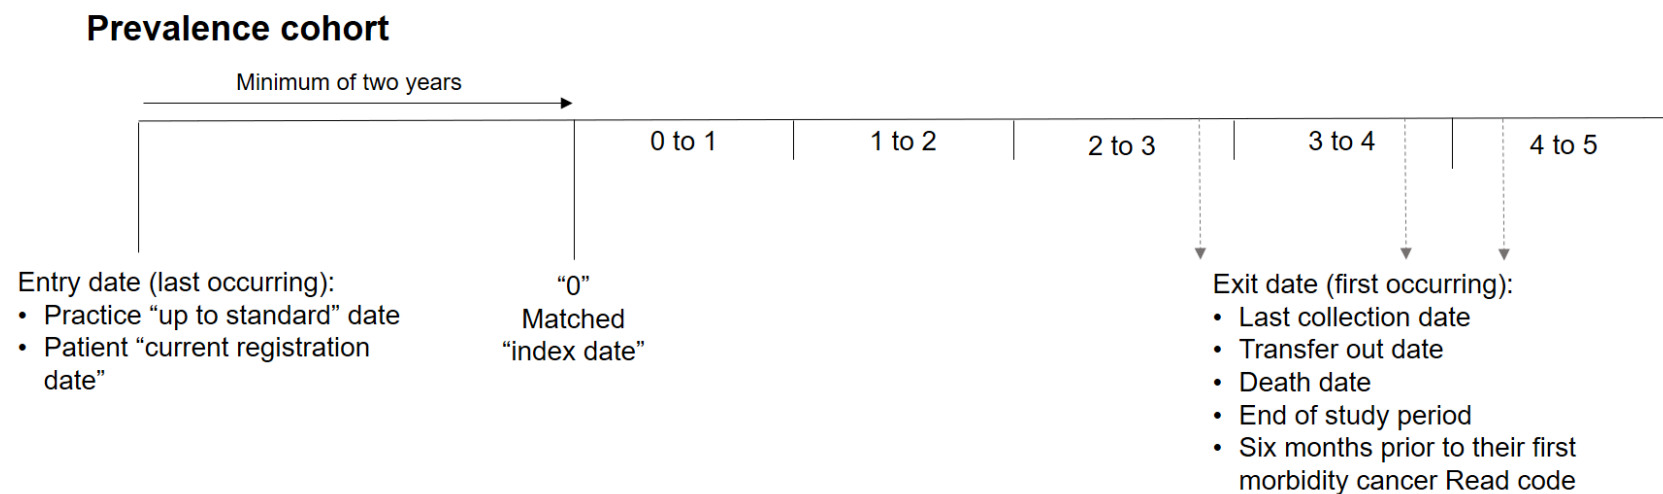 Prevalence cohort
Minimum of two years
0 to 1
1 to 2
2 to 3
3 to 4
4 to 5
Entry date (last occurring):
• Practice “up to standard” date
• Patient “current registration
date”
“0”
Matched
“index date”
Exit date (first occurring):
• Last collection date
• Transfer out date
• Death date
• End of study period
• Six months prior to their first
morbidity cancer Read code